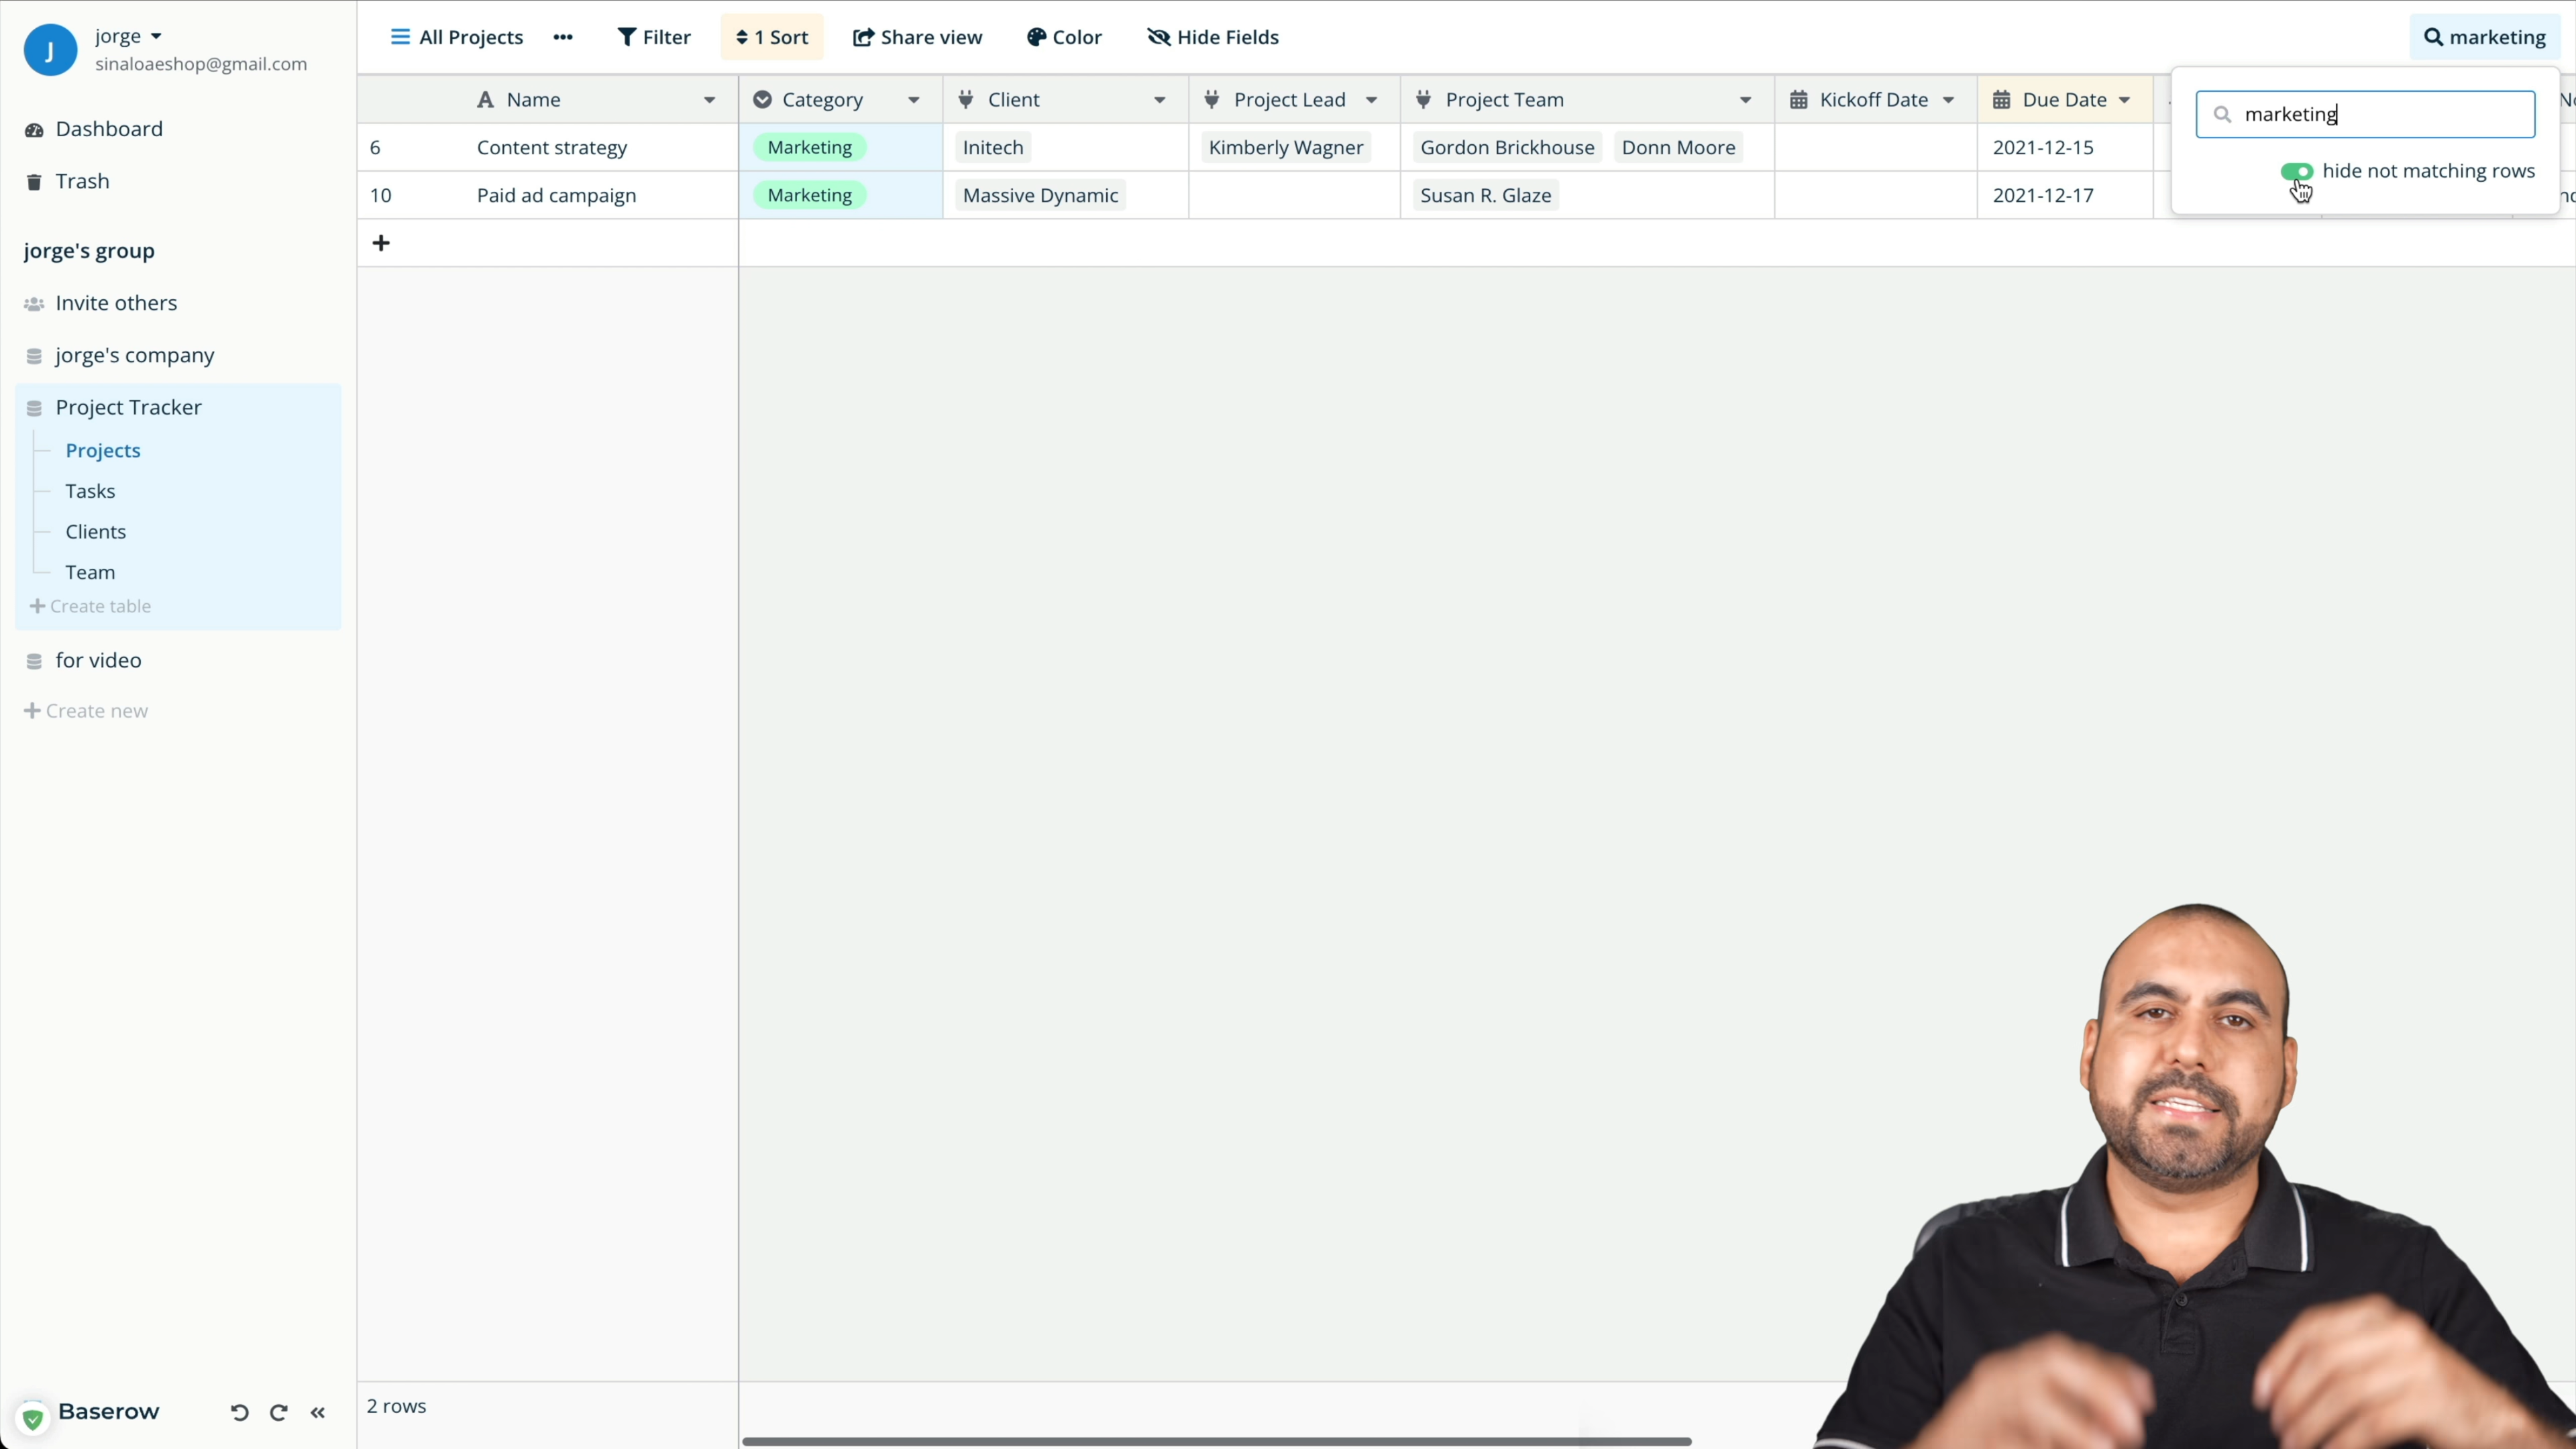 J
jorge
sinaloaeshop@gmail.com
Dashboard
Trash
jorge's group
Invite others
jorge's company
Project Tracker
Projects
Tasks
Clients
Team
Create table
for video
Create new
Baserow
All Projects
Filter
1 Sort
Share view
Color
Hide Fields
marketing
Name Category Client Project Lead Project Team Kickoff Date Due Date
6 Content strategy Marketing Initech Kimberly Wagner Gordon Brickhouse Donn Moore 2021-12-15
10 Paid ad campaign Marketing Massive Dynamic Susan R. Glaze 2021-12-17
marketing
hide not matching rows
2 rows